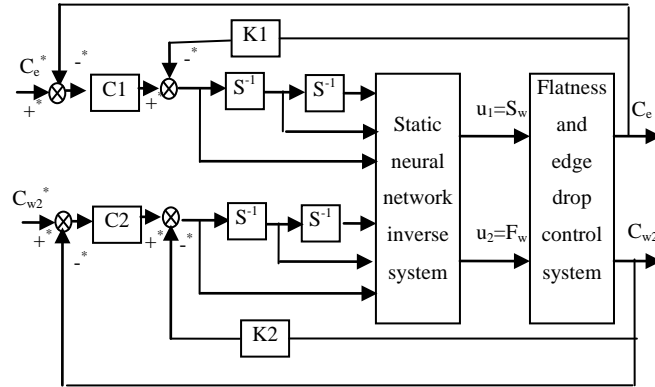 K1
-*
-*
Ce*
C1
+*
+*
S-1
S-1
Static
neural
network
inverse
system
u1=Sw
u2=Fw
Flatness
and
edge
drop
control
system
Ce
Cw2
Cw2*
C2
+*
+*
-*
-*
S-1
S-1
K2